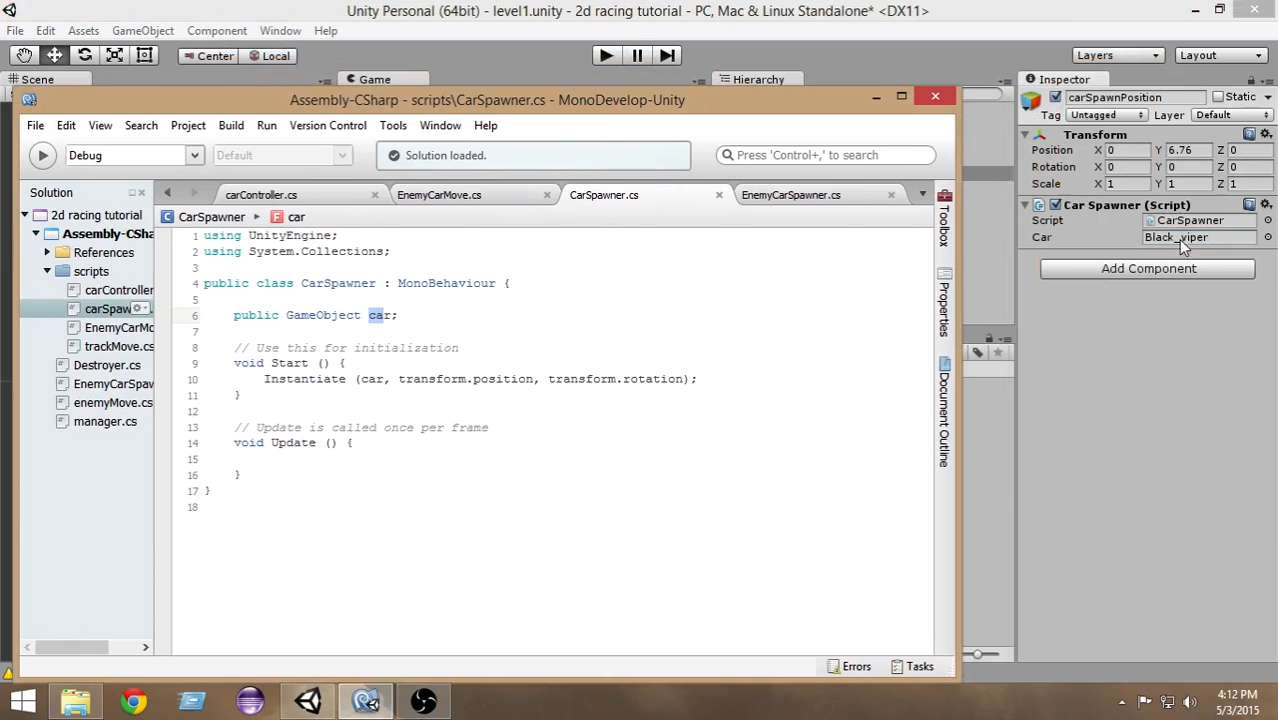 Unity Personal (64bit) - level1.unity - 2d racing tutorial - PC, Mac & Linux Standalone* <DX11>
File Edit Assets GameObject Component Window Help
Center Local Layers Layout
Scene Game Hierarchy Inspector
Assembly-CSharp - scripts\CarSpawner.cs - MonoDevelop-Unity
carSpawnPosition Static
Tag Untagged Layer Default
File Edit View Search Project Build Run Version Control Tools Window Help
Transform
Position X 0 Y 6.76 Z 0
Debug Default Solution loaded. Press 'Control+,' to search
Rotation X 0 Y 0 Z 0
Scale X 1 Y 1 Z 1
Solution carController.cs EnemyCarMove.cs CarSpawner.cs EnemyCarSpawner.cs
Car Spawner (Script)
Script CarSpawner
Car Black_viper
Add Component
CarSpawner car
2d racing tutorial
Assembly-CSha
References
scripts
carController
carSpaw
EnemyCarMo
trackMove.cs
Destroyer.cs
EnemyCarSpav
enemyMove.cs
manager.cs
1 using UnityEngine;
2 using System.Collections;
3
4 public class CarSpawner : MonoBehaviour {
5
6 public GameObject car;
7
8 // Use this for initialization
9 void Start () {
10 Instantiate (car, transform.position, transform.rotation);
11 }
12
13 // Update is called once per frame
14 void Update () {
15
16 }
17 }
18
Toolbox
Properties
Document Outline
Errors Tasks
4:12 PM
5/3/2015